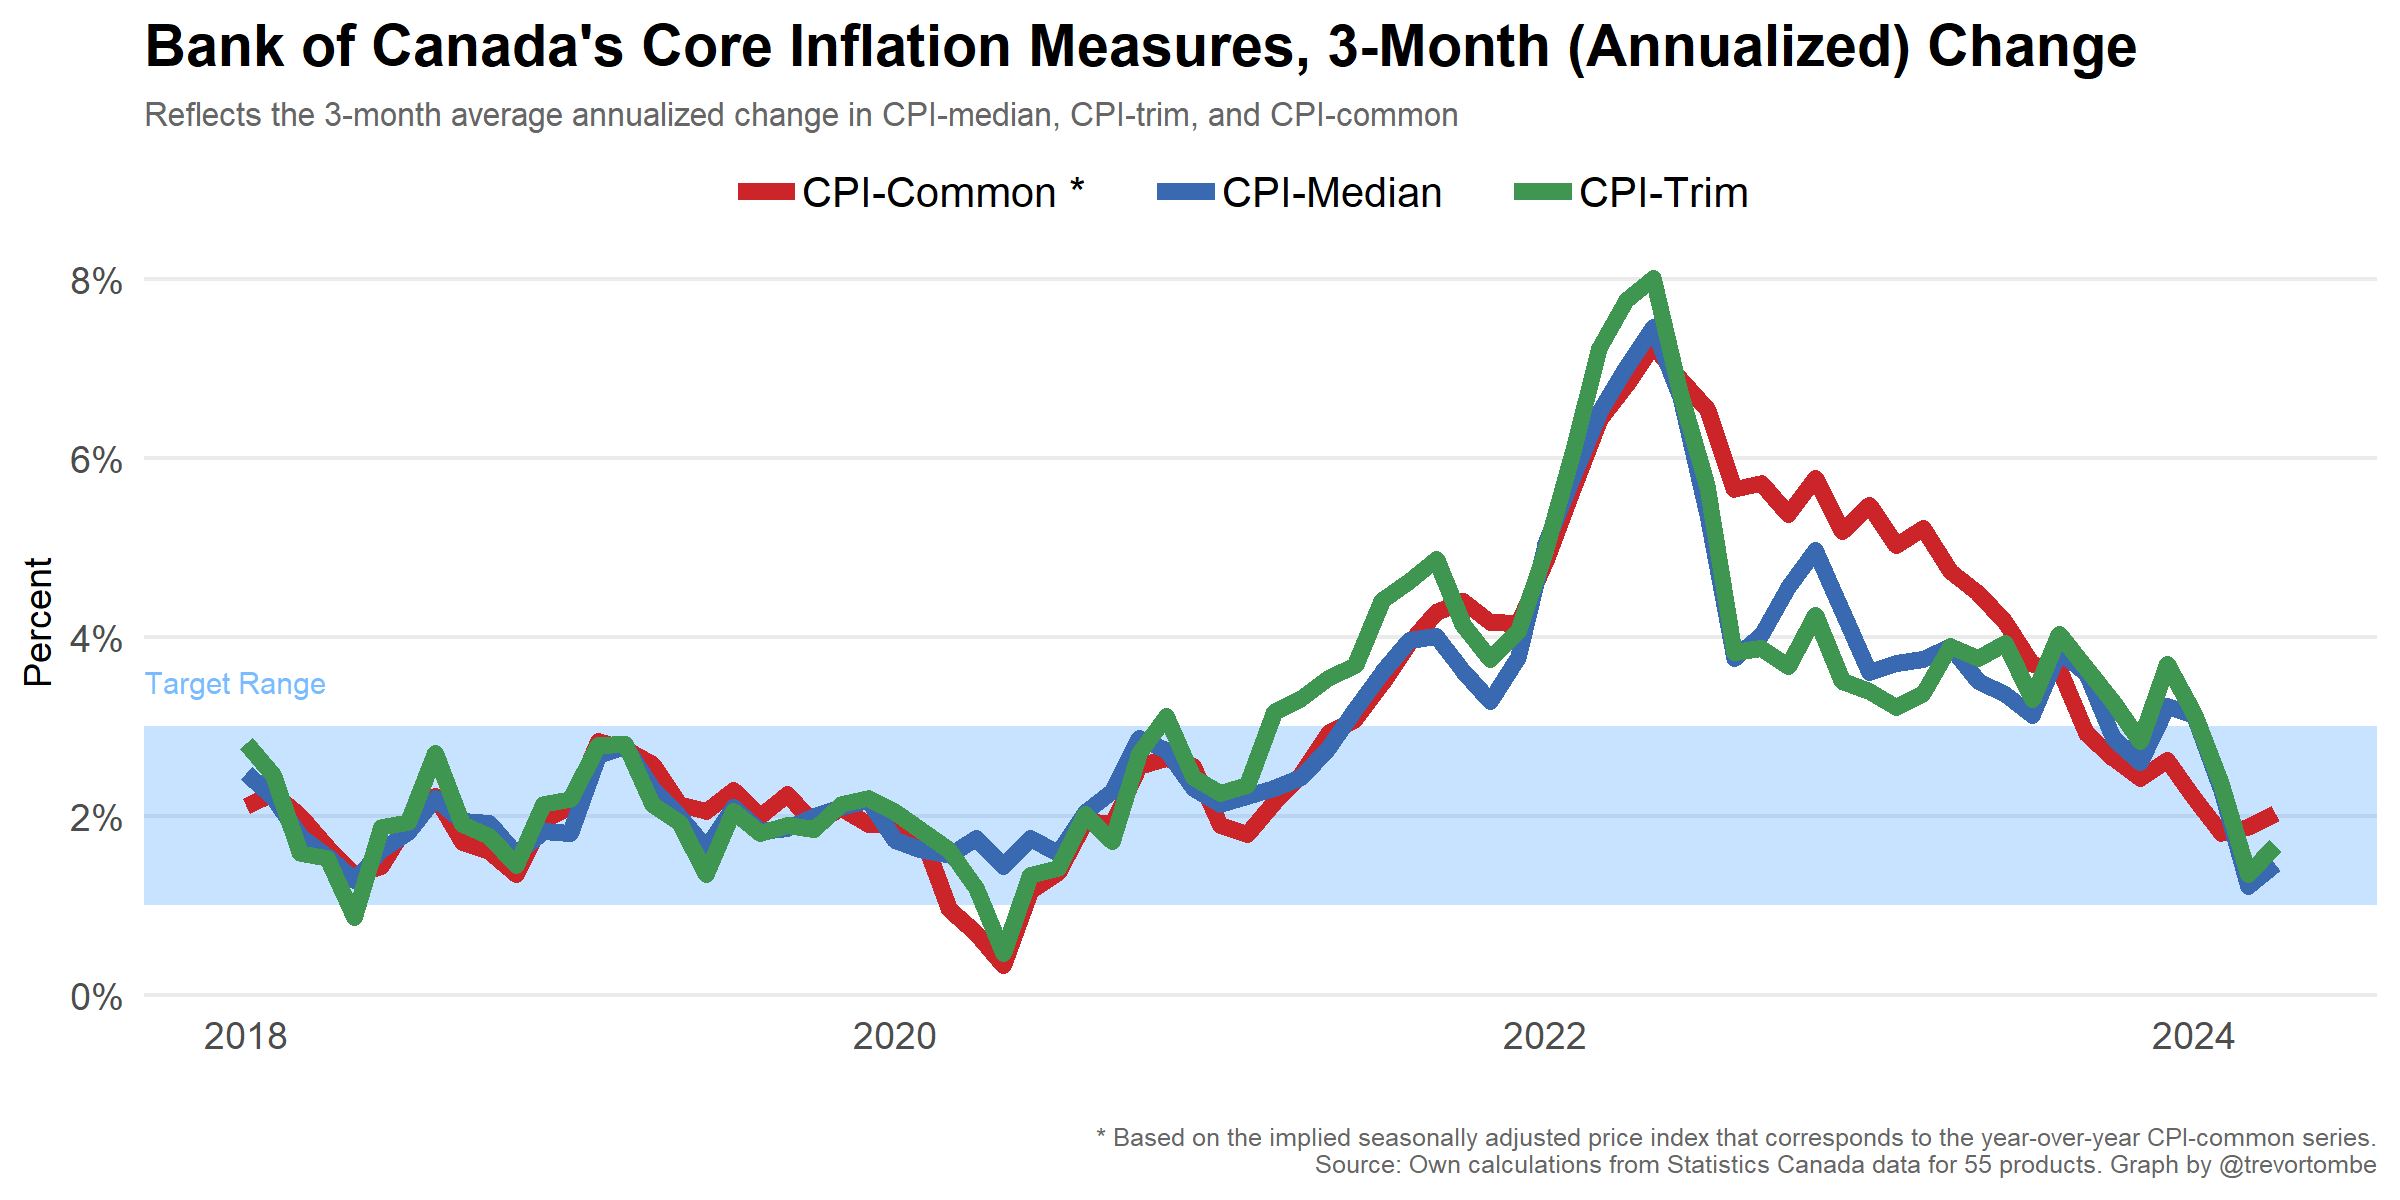 Bank of Canada's Core Inflation Measures, 3-Month (Annualized) Change
Reflects the 3-month average annualized change in CPI-median, CPI-trim, and CPI-common
CPI-Common * CPI-Median CPI-Trim
8%
6%
4%
2%
0%
Percent
Target Range
2018 2020 2022 2024
* Based on the implied seasonally adjusted price index that corresponds to the year-over-year CPI-common series.
Source: Own calculations from Statistics Canada data for 55 products. Graph by @trevortombe